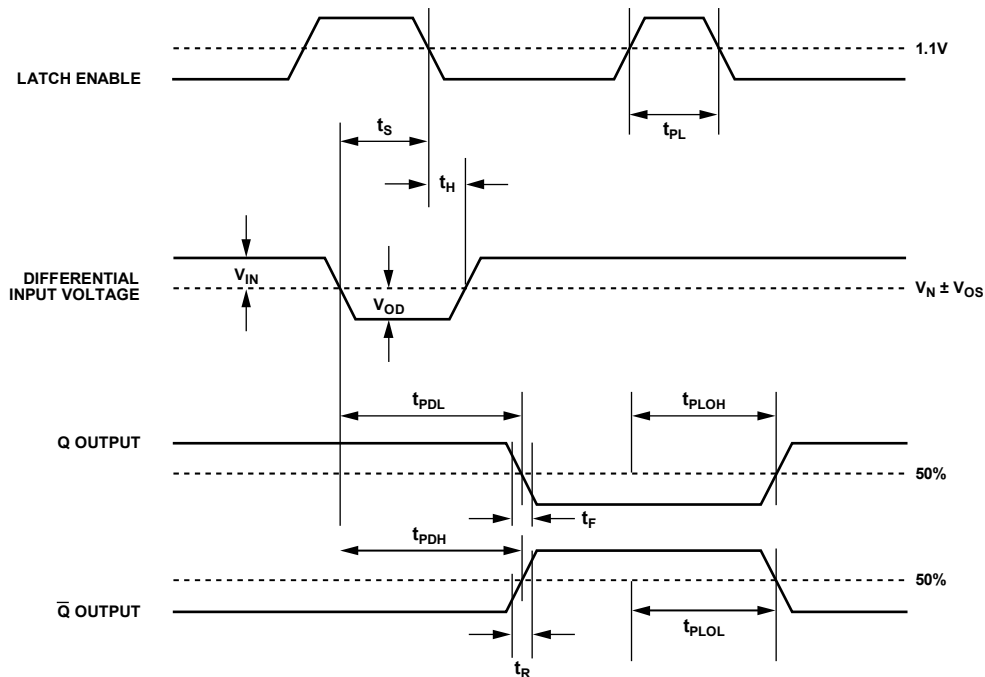 1.1V
LATCH ENABLE
tS
tPL
tH
VIN
DIFFERENTIAL
INPUT VOLTAGE
VOD
VN ± VOS
tPDL
tPLOH
Q OUTPUT
50%
tF
tPDH
50%
Q̅ OUTPUT
tPLOL
tR